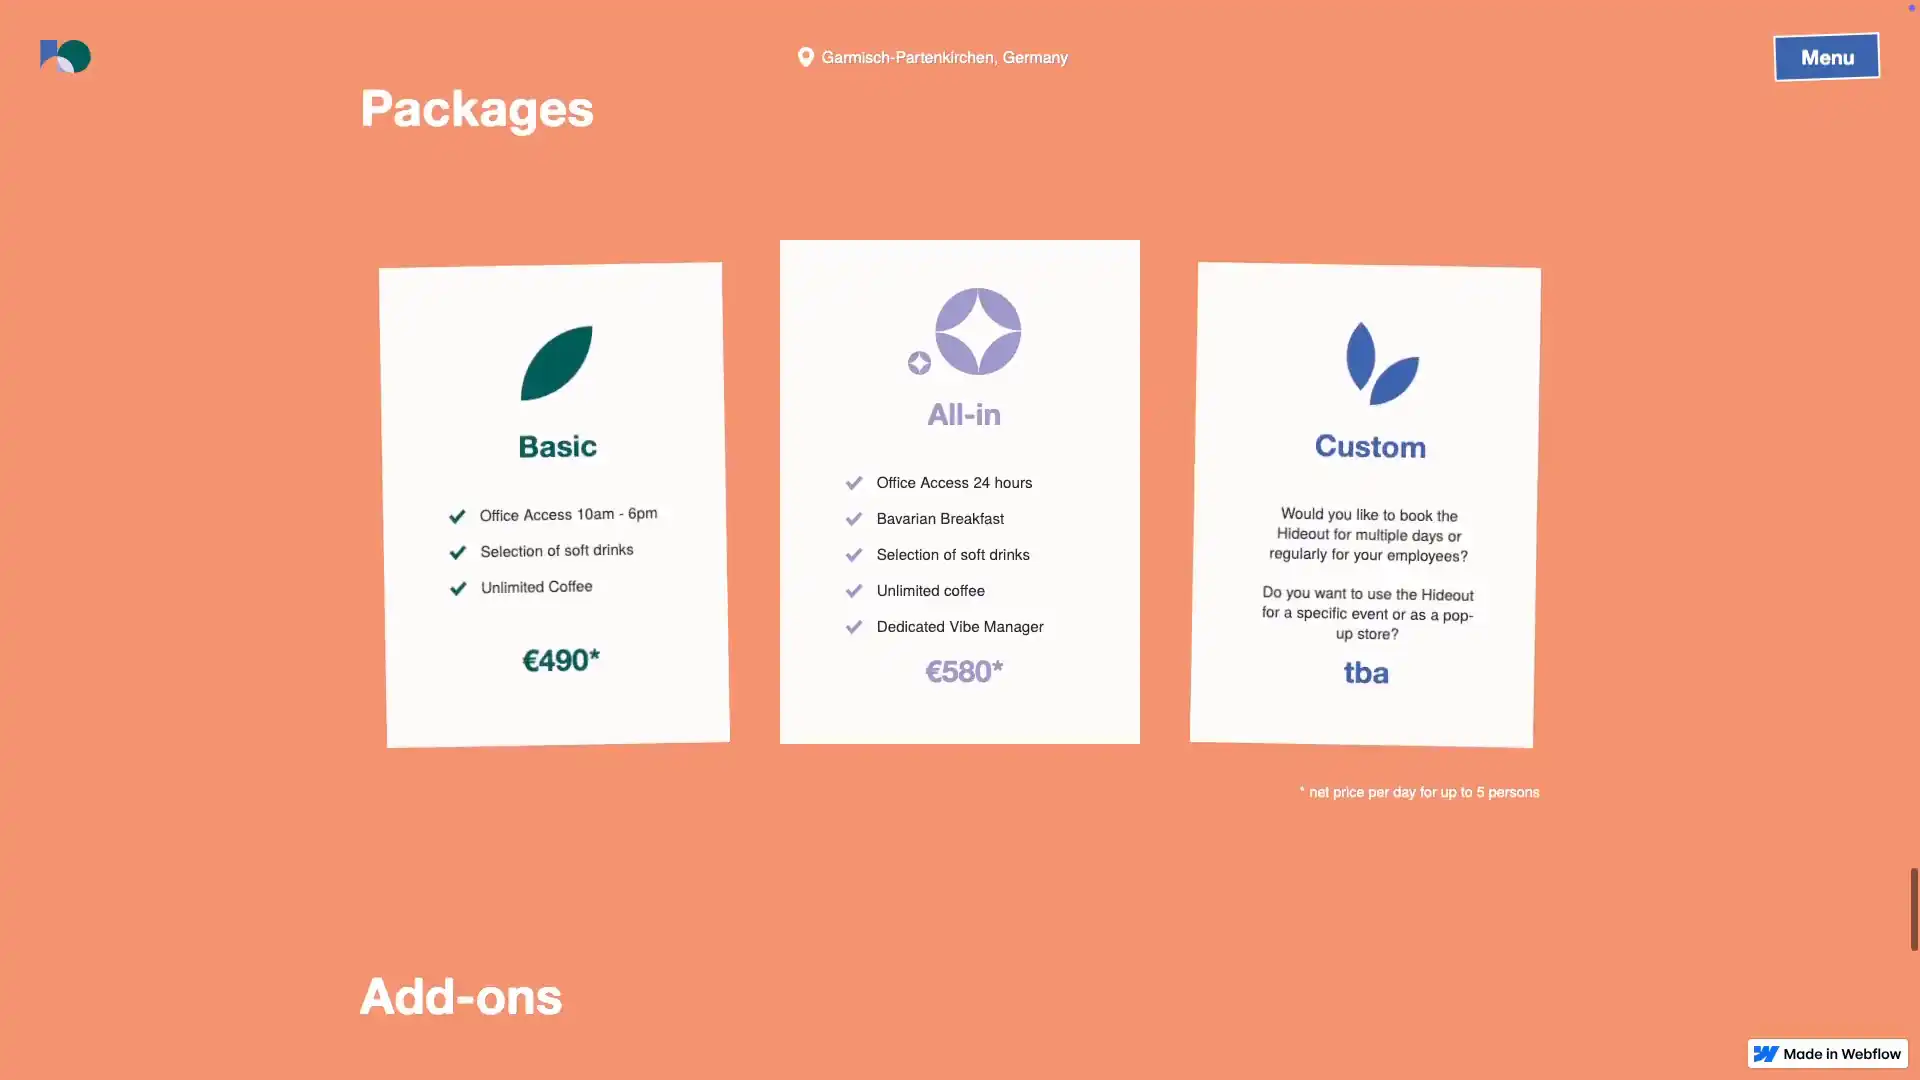 Garmisch-Partenkirchen, Germany
Menu
Packages
Basic
Office Access 10am - 6pm
Selection of soft drinks
Unlimited Coffee
€490*
All-in
Office Access 24 hours
Bavarian Breakfast
Selection of soft drinks
Unlimited coffee
Dedicated Vibe Manager
€580*
Custom
Would you like to book the
Hideout for multiple days or
regularly for your employees?
Do you want to use the Hideout
for a specific event or as a pop-
up store?
tba
* net price per day for up to 5 persons
Add-ons
Made in Webflow